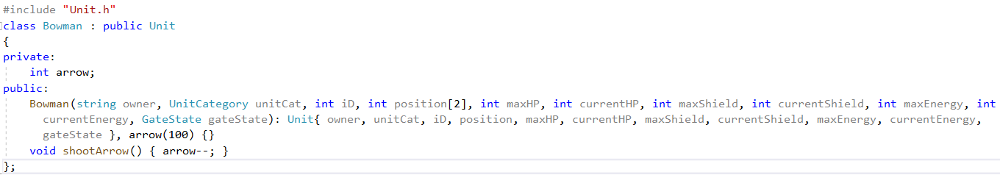 #include "Unit.h"
class Bowman : public Unit
{
private:
    int arrow;
public:
    Bowman(string owner, UnitCategory unitCat, int iD, int position[2], int maxHP, int currentHP, int maxShield, int currentShield, int maxEnergy, int
      currentEnergy, GateState gateState): Unit{ owner, unitCat, iD, position, maxHP, currentHP, maxShield, currentShield, maxEnergy, currentEnergy,
      gateState }, arrow(100) {}
    void shootArrow() { arrow--; }
};